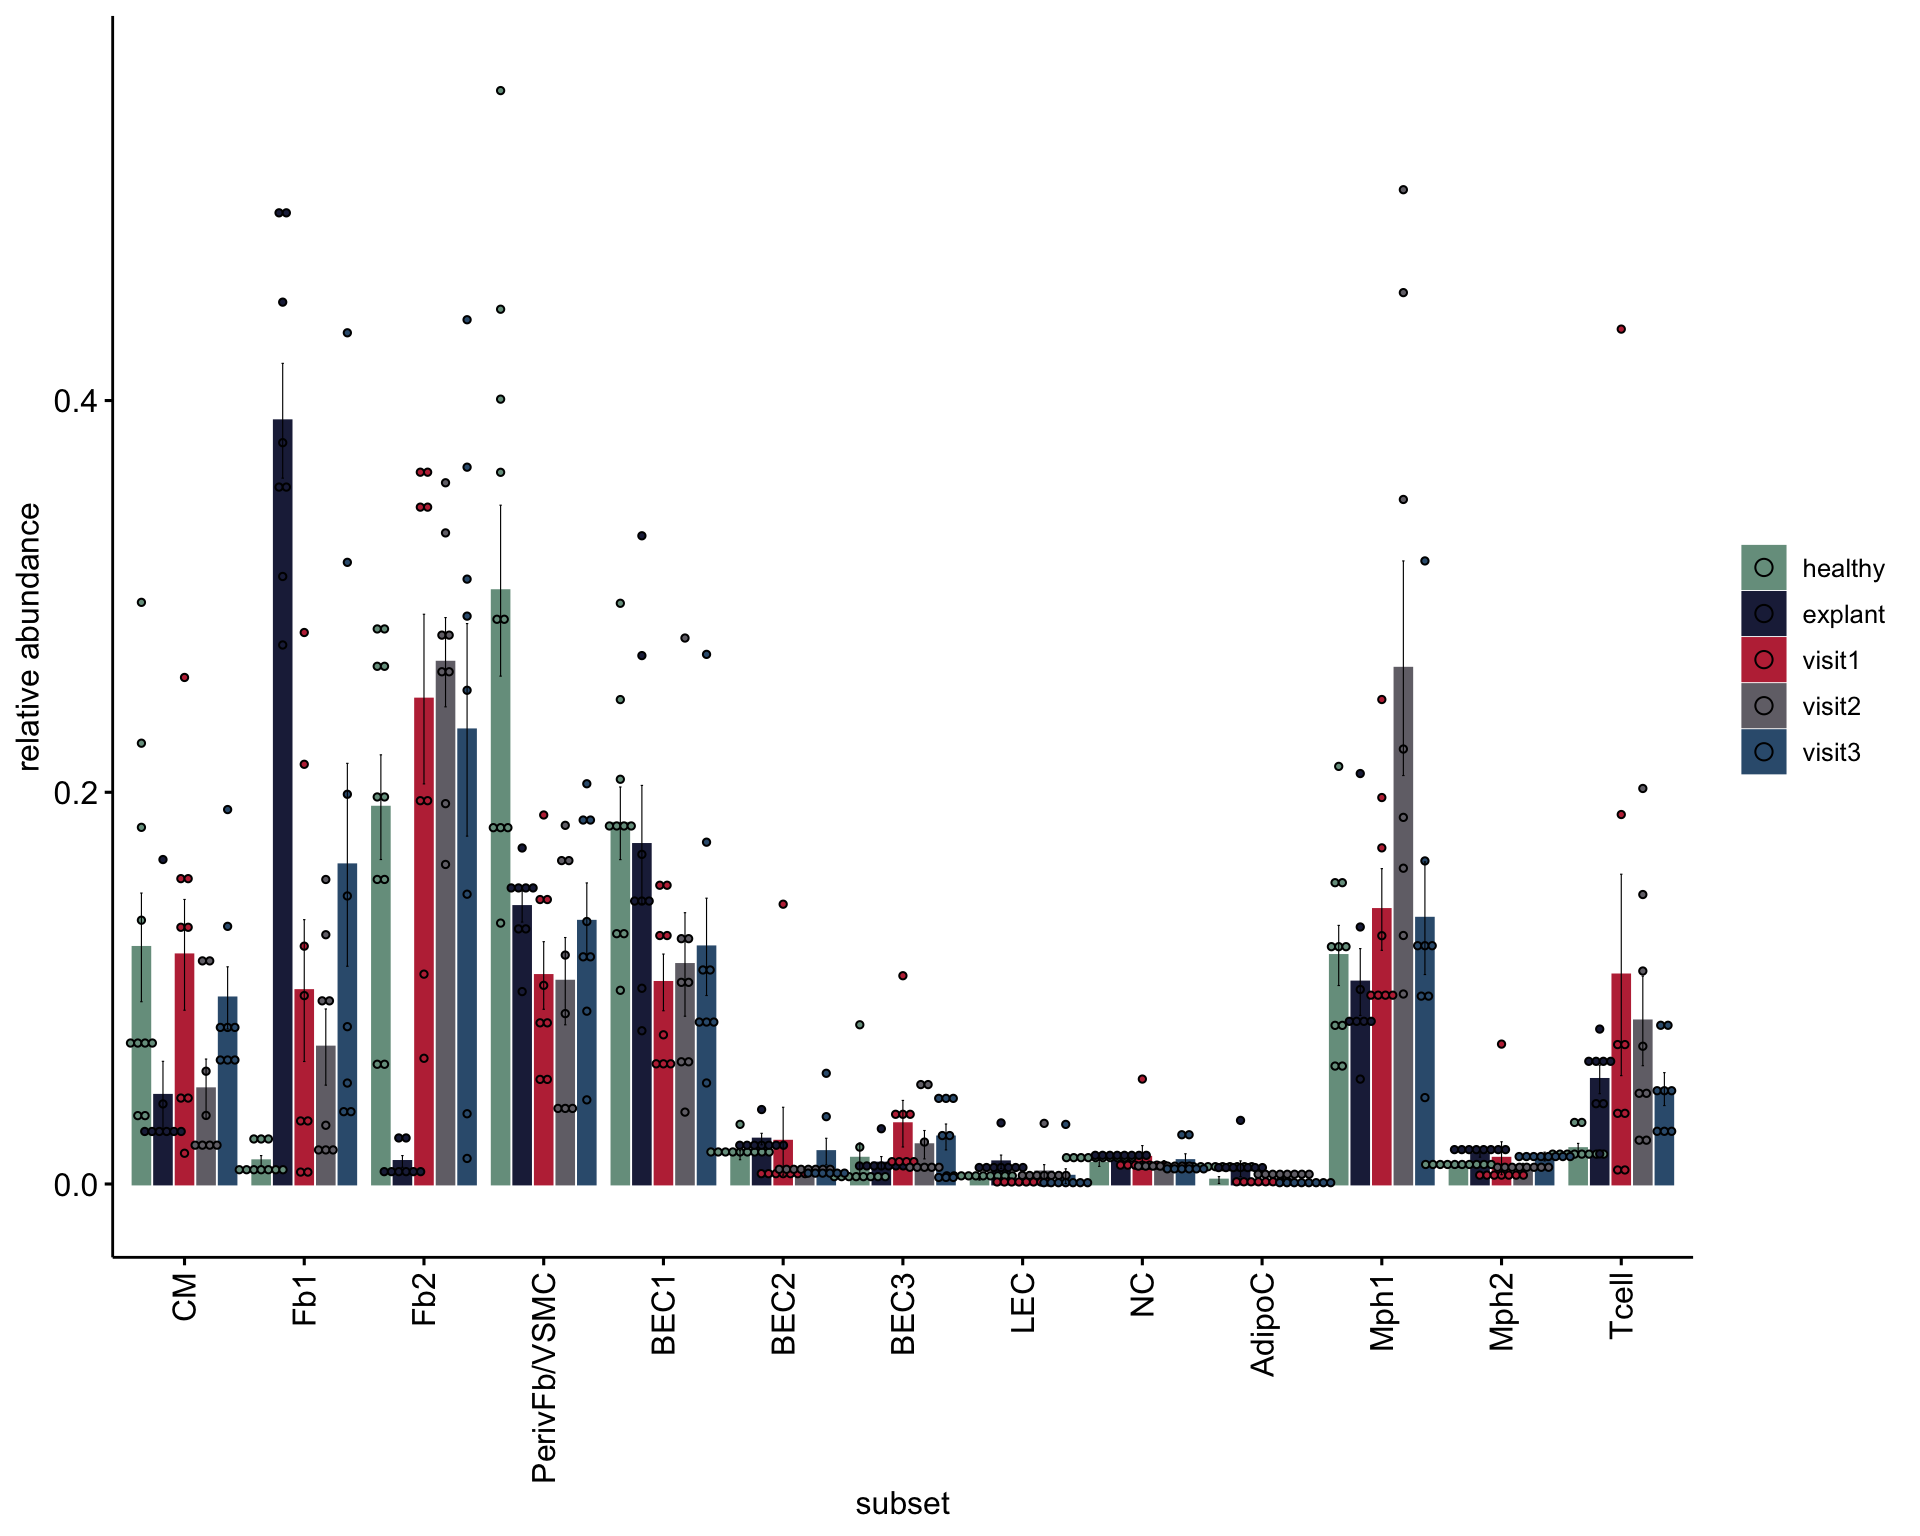 relative abundance
0.4
0.2
0.0
CM
Fb1
Fb2
PerivFb/VSMC
BEC1
BEC2
BEC3
LEC
NC
AdipoC
Mph1
Mph2
Tcell
subset
healthy
explant
visit1
visit2
visit3